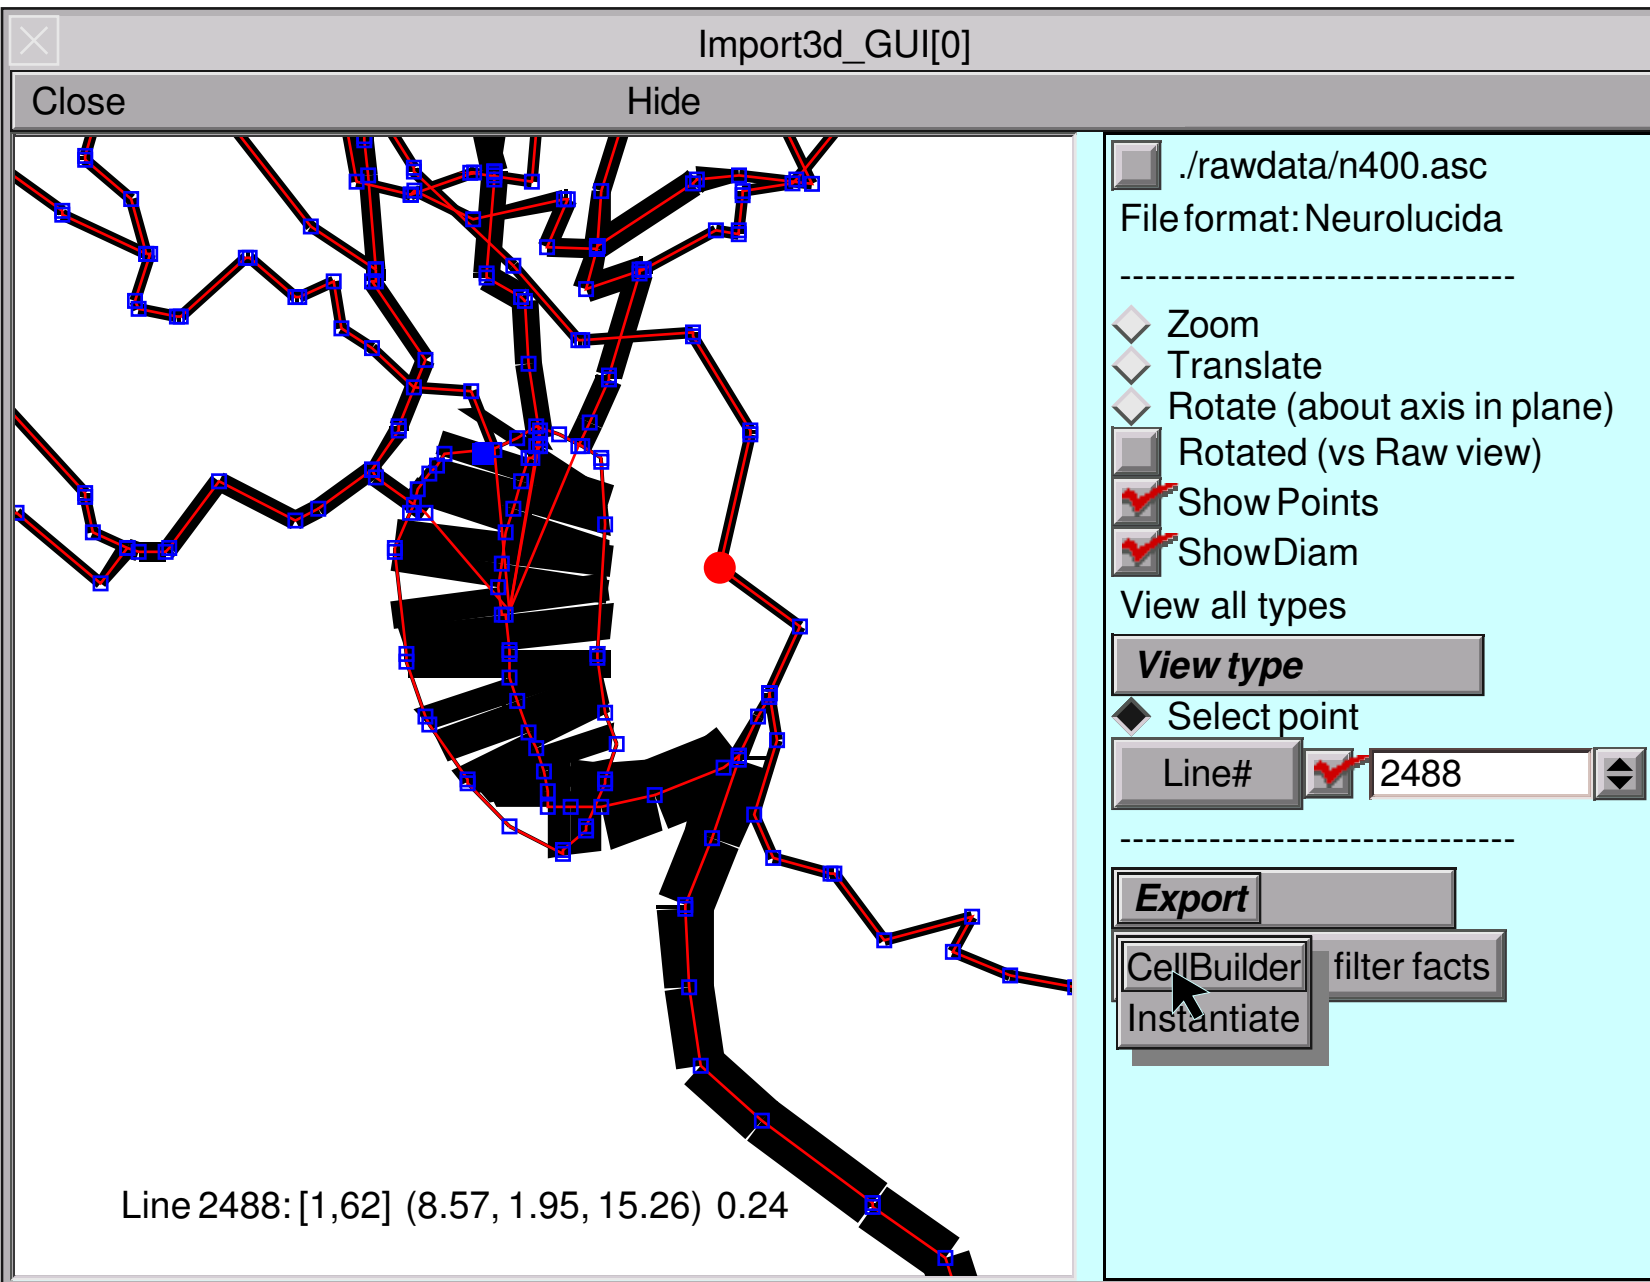 Import3d_GUI[0]
Close Hide
./rawdata/n400.asc
File format: Neurolucida
------------------------------
Zoom
Translate
Rotate (about axis in plane)
Rotated (vs Raw view)
Show Points
ShowDiam
View all types
View type
Select point
Line# 2488
------------------------------
Export
CellBuilder filter facts
Instantiate
Line 2488: [1,62] (8.57, 1.95, 15.26) 0.24